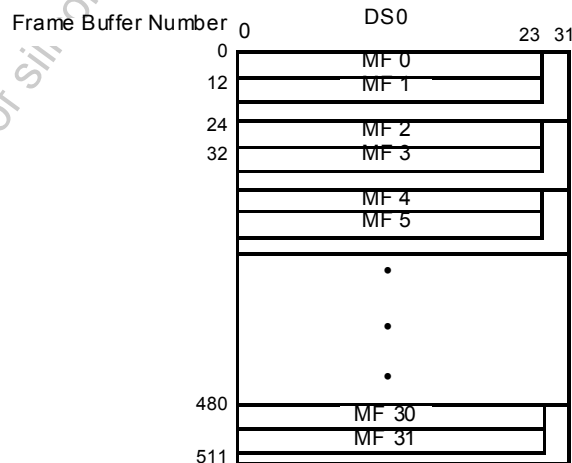 Frame Buffer Number
DS0
0
23 31
0
MF 0
12
MF 1
24
MF 2
32
MF 3
MF 4
MF 5
480
MF 30
MF 31
511